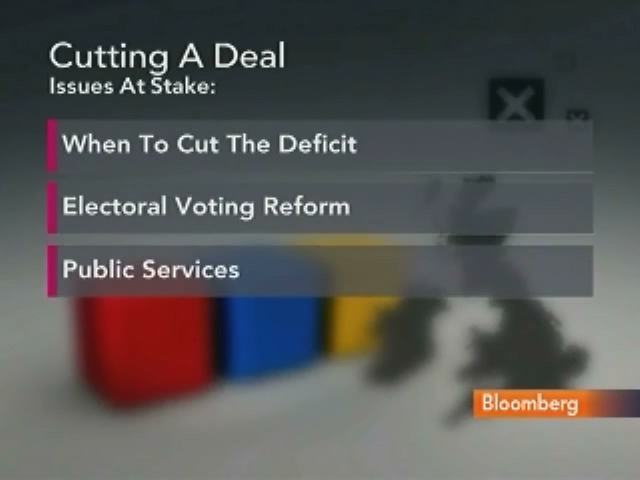 Cutting A Deal
Issues At Stake:
When To Cut The Deficit
Electoral Voting Reform
Public Services
Bloomberg